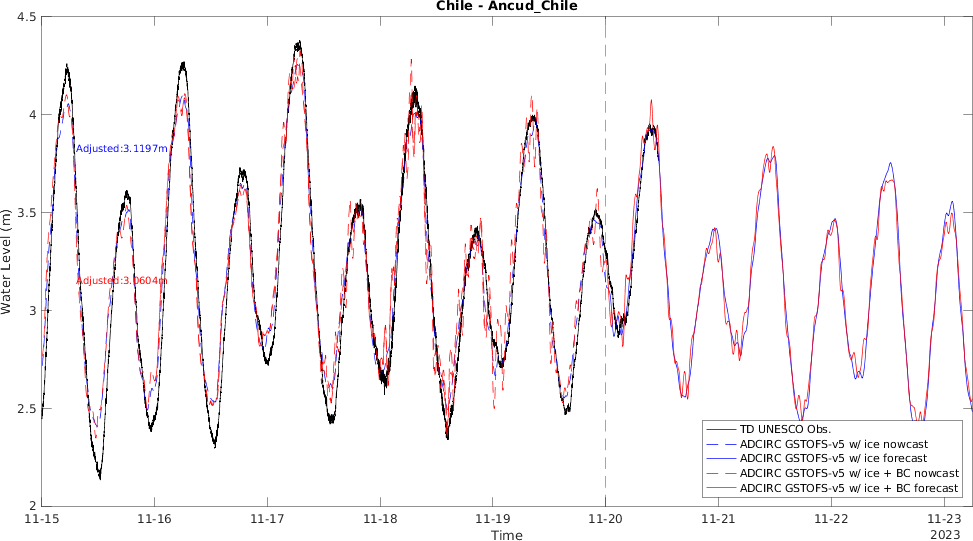 Chile - Ancud_Chile
4.5
4
3.5
3
2.5
2
Water Level (m)
Adjusted:3.1197m
Adjusted:3.0604m
TD UNESCO Obs.
ADCIRC GSTOFS-v5 w/ ice nowcast
ADCIRC GSTOFS-v5 w/ ice forecast
ADCIRC GSTOFS-v5 w/ ice + BC nowcast
ADCIRC GSTOFS-v5 w/ ice + BC forecast
11-15 11-16 11-17 11-18 11-19 11-20 11-21 11-22 11-23
2023
Time